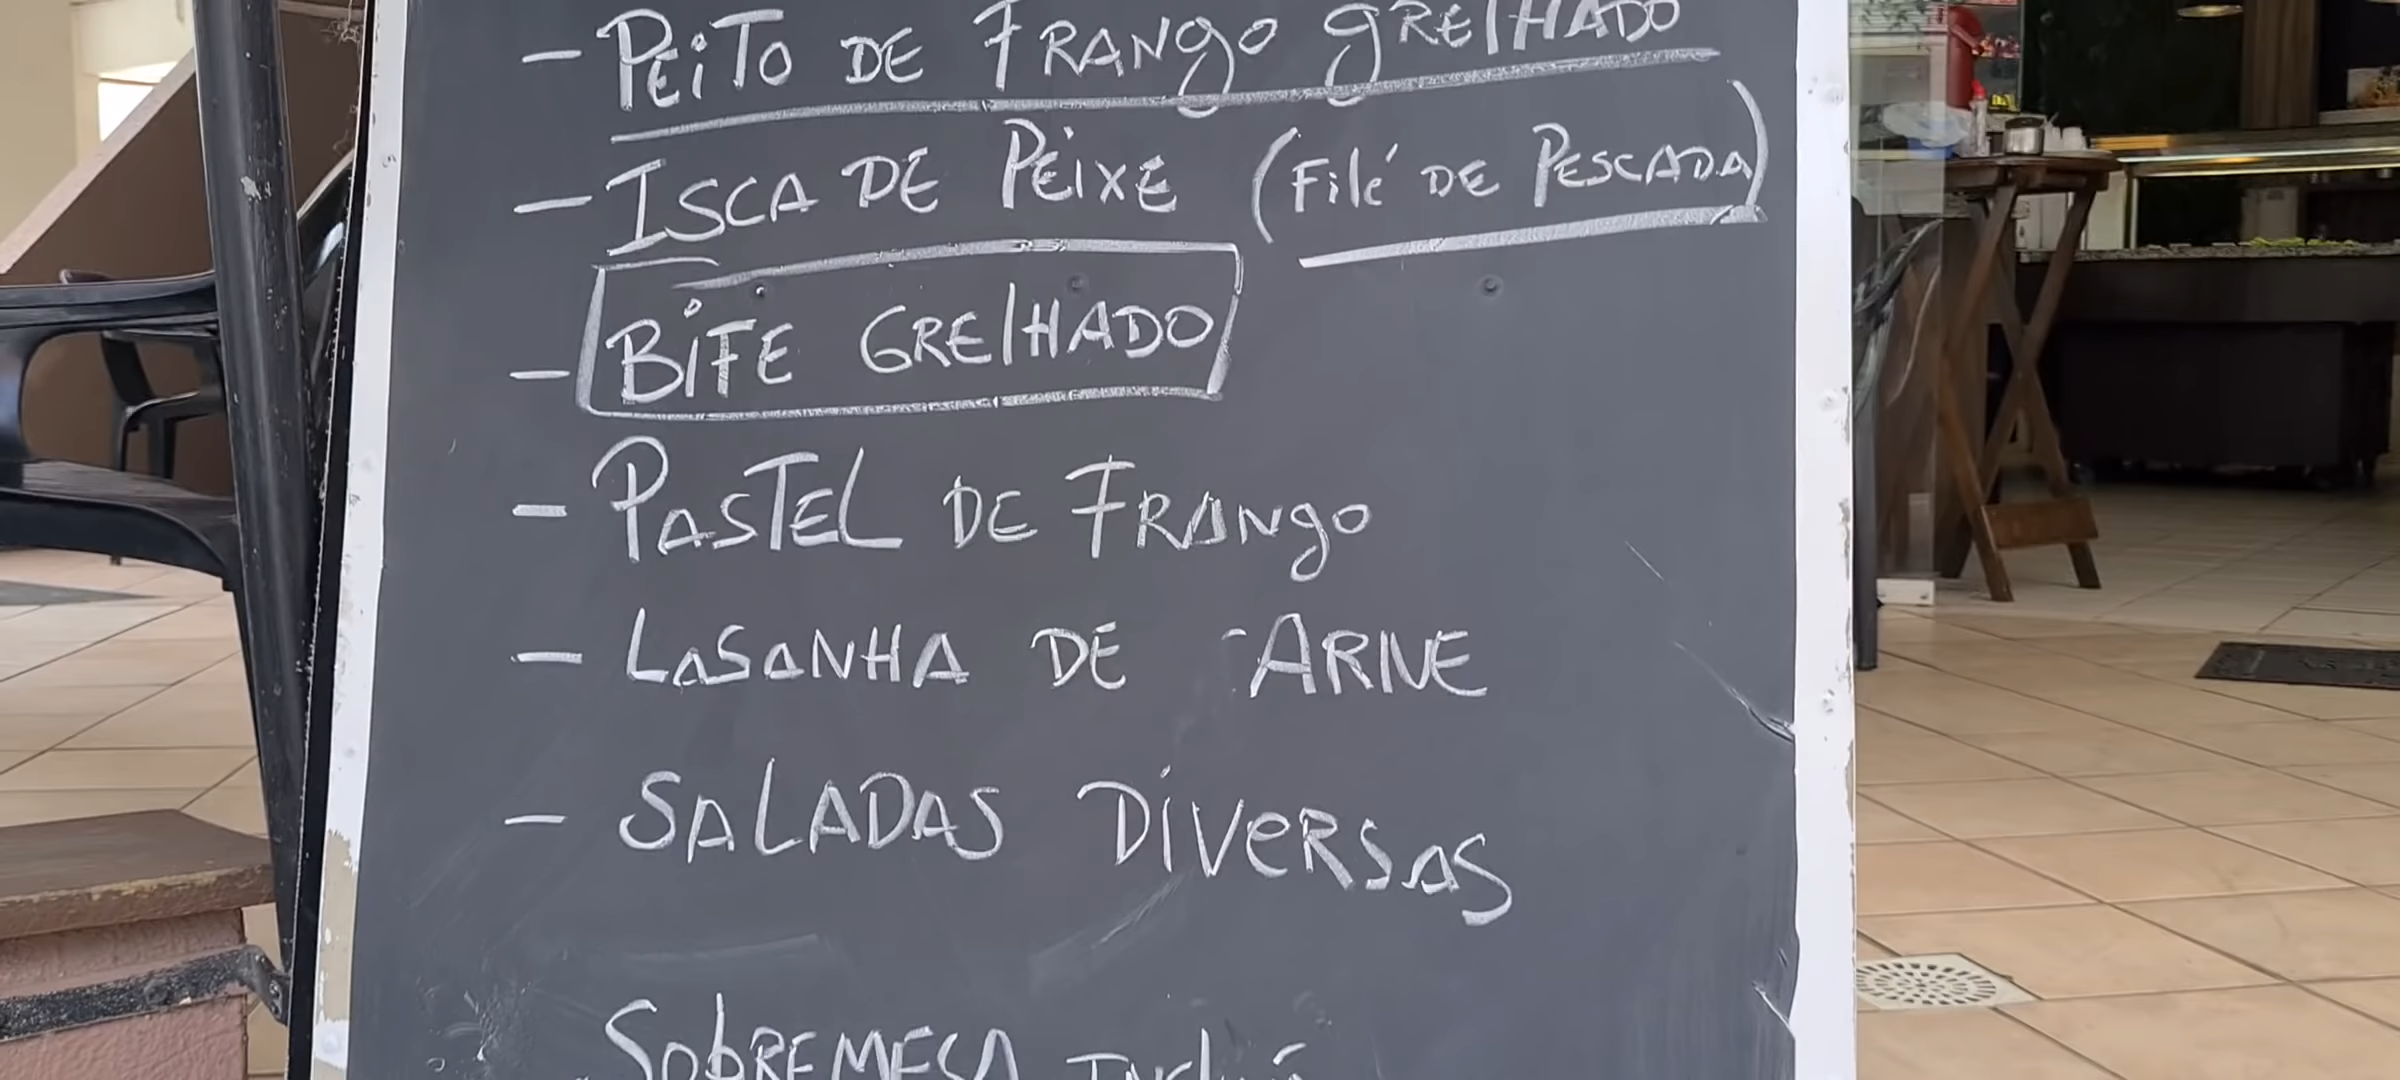 - PEITO DE FRANGO GRELHADO
- ISCA DE PEIXE (FILÉ DE PESCADA)
- BIFE GRELHADO
- PASTEL DE FRANGO
- LASANHA DE ARNE
- SALADAS DIVERSAS
SOBREMESA